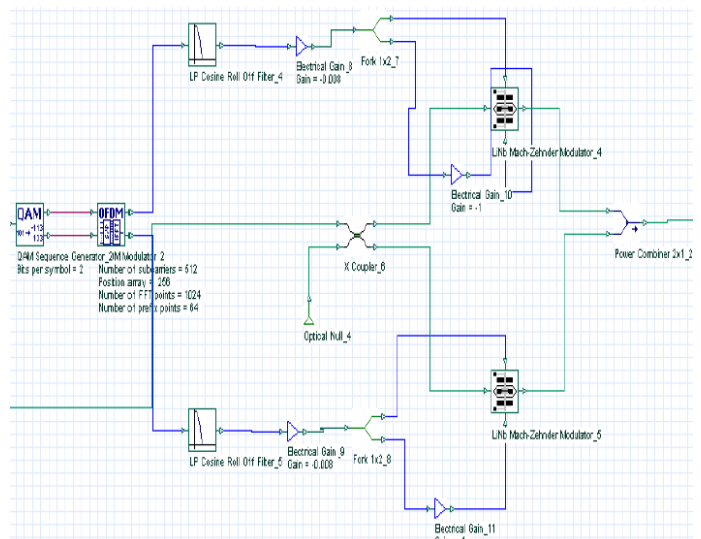 LP Cosine Roll Off Filter_4
Electrical Gain_8
Gain = -0.008
Fork 1x2_7
LiNb Mach-Zehnder Modulator_4
Electrical Gain_10
Gain = -1
QAM
OFDM
QAM Sequence Generator_2
Bits per symbol = 2
Modulator 2
Number of subcarriers = 512
Position array = 256
Number of FFT points = 1024
Number of prefix points = 64
X Coupler_6
Power Combiner 2x1_2
Optical Null_4
LP Cosine Roll Off Filter_5
Electrical Gain_9
Gain = -0.008
Fork 1x2_8
LiNb Mach-Zehnder Modulator_5
Electrical Gain_11